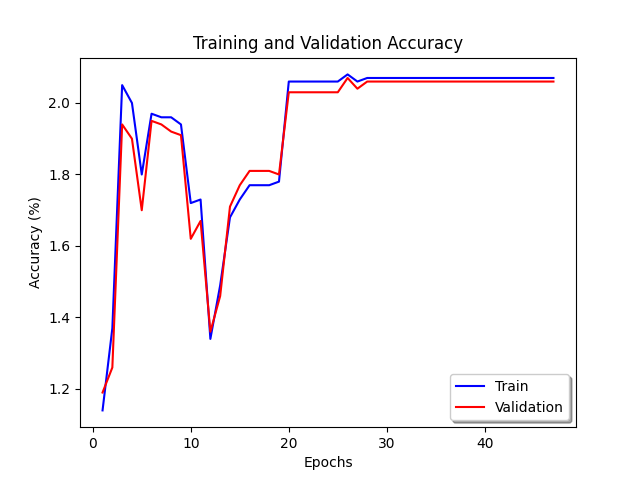 Training and Validation Accuracy
Accuracy (%)
2.0
1.8
1.6
1.4
1.2
0
10
20
30
40
Epochs
Train
Validation